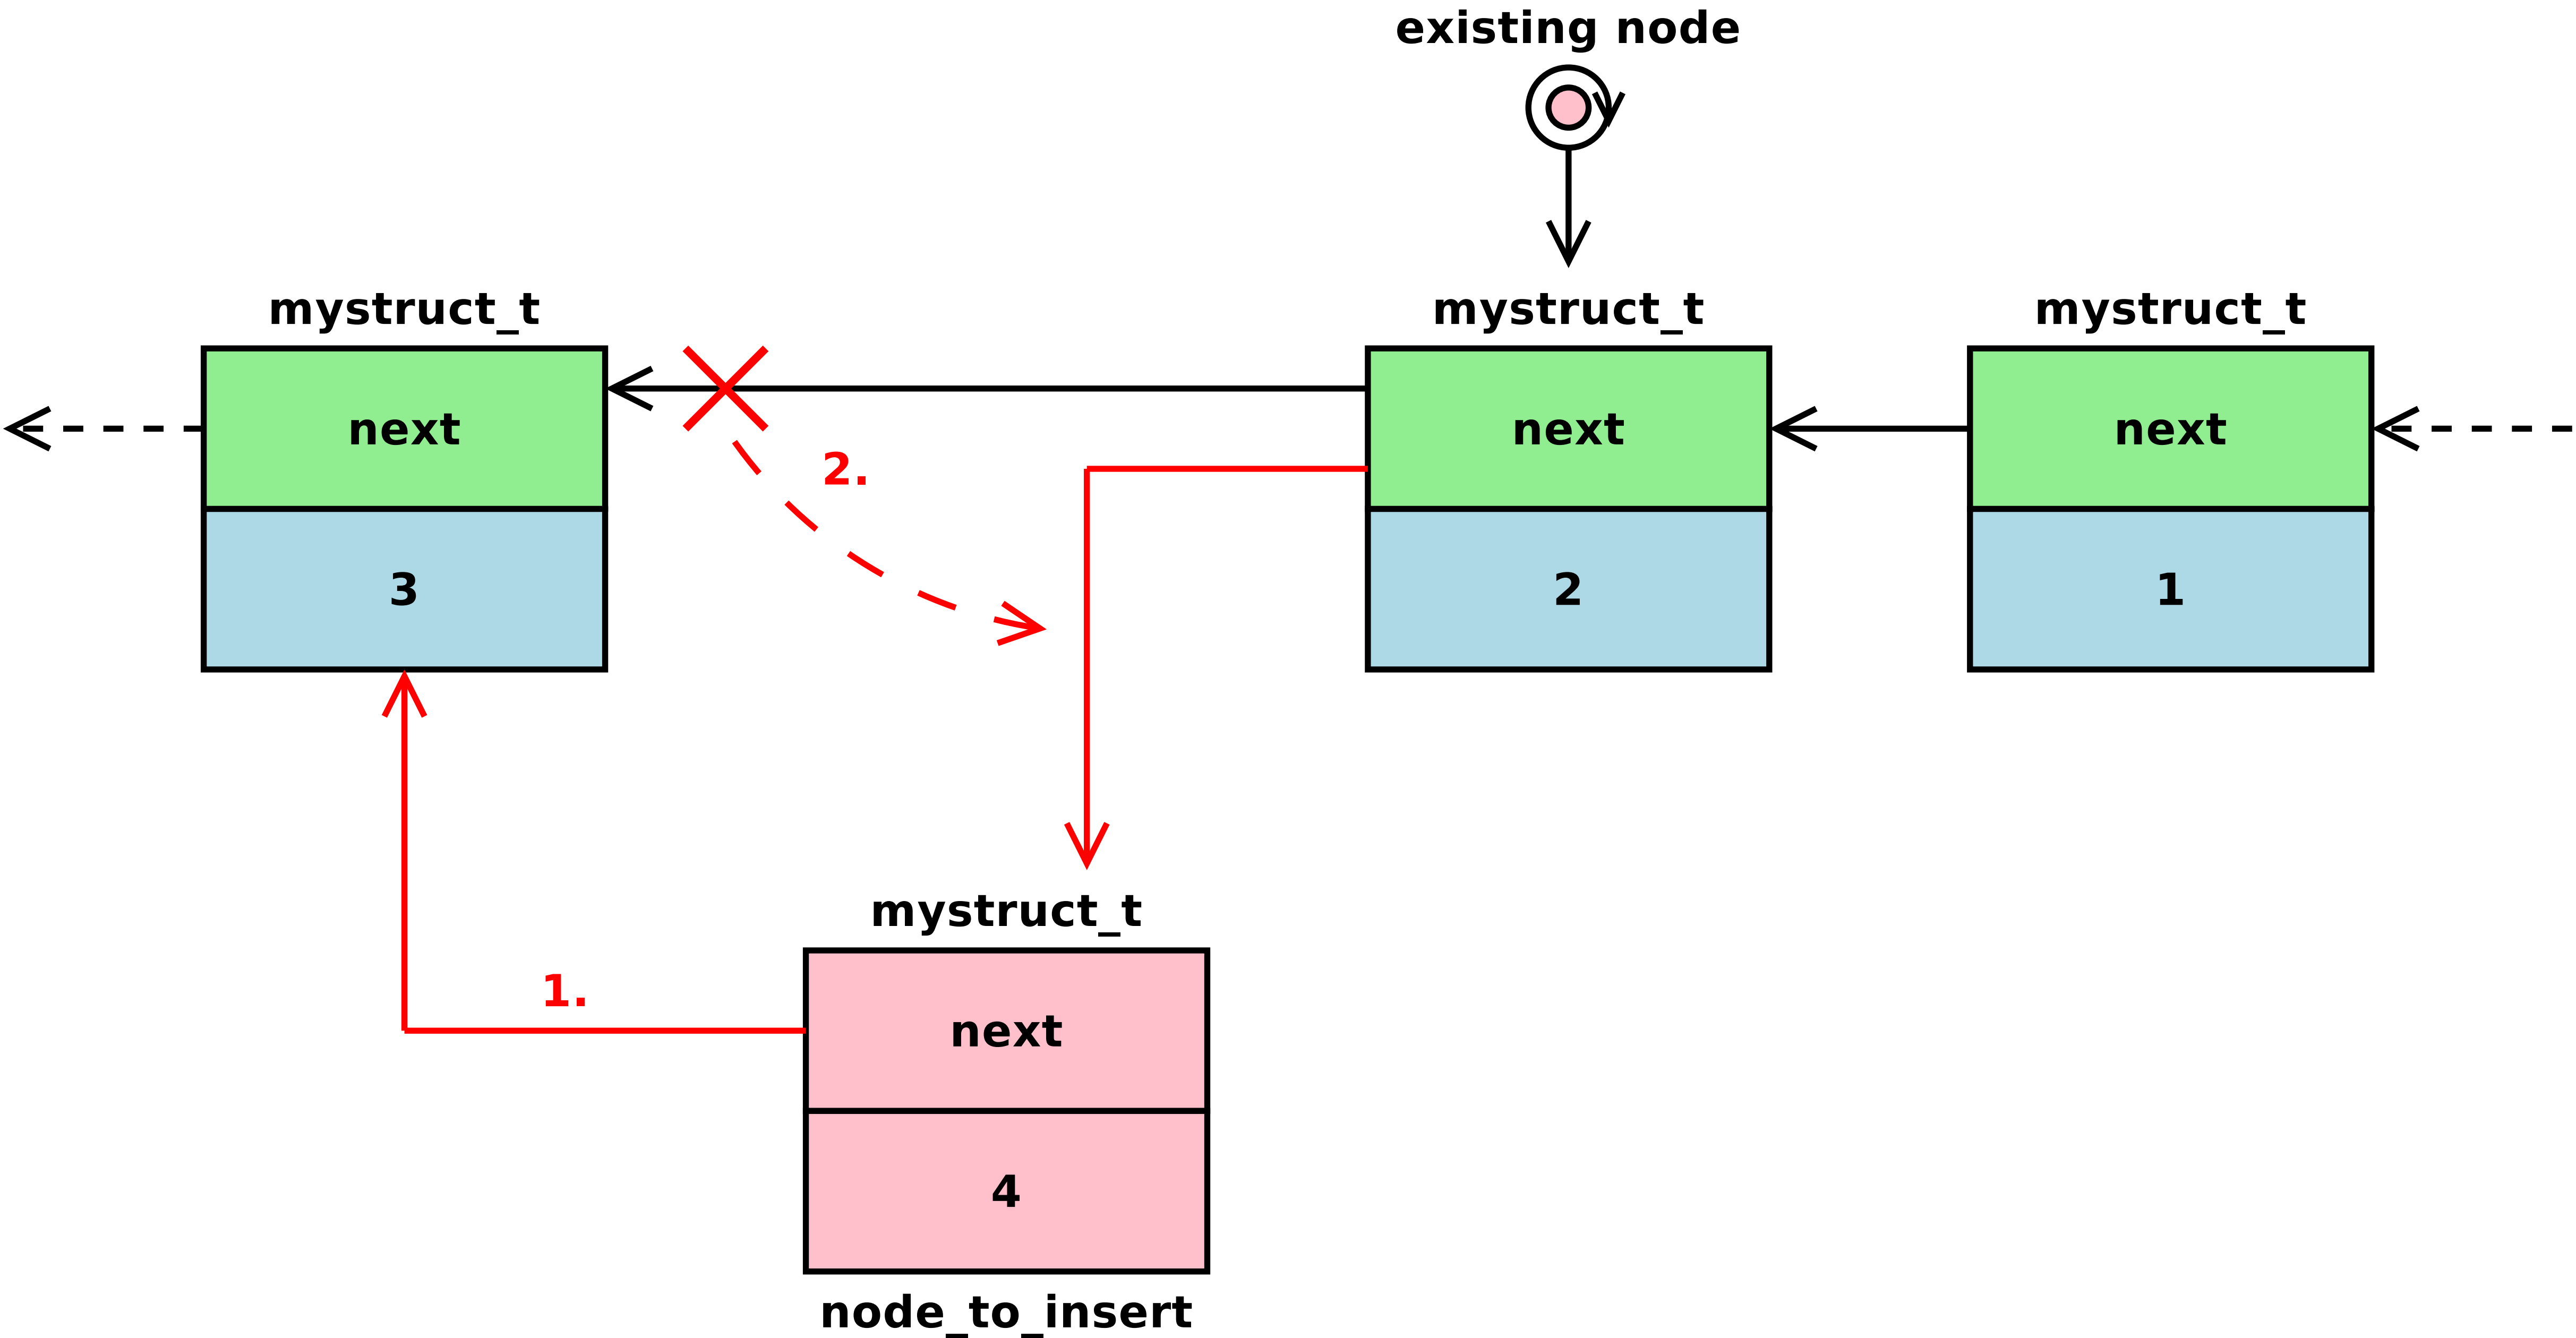 existing node
mystruct_t
mystruct_t
mystruct_t
next
next
next
2.
3
2
1
mystruct_t
1.
next
4
node_to_insert